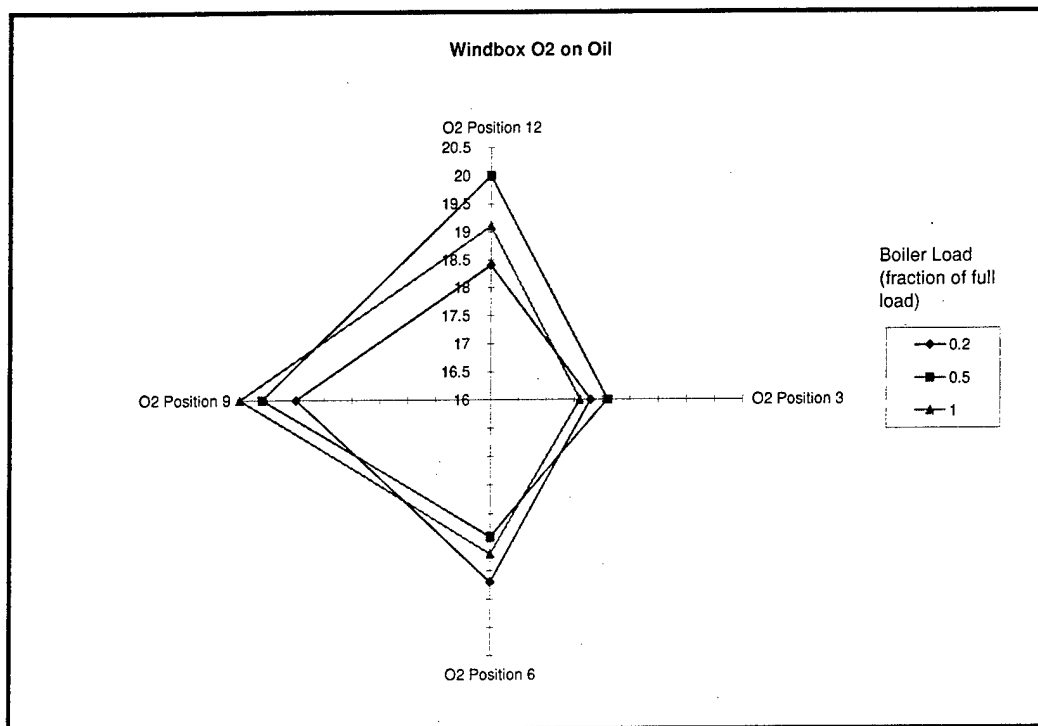 Windbox O2 on Oil
O2 Position 12
20.5
20
19.5
19
18.5
18
17.5
17
16.5
16
O2 Position 9
O2 Position 3
O2 Position 6
Boiler Load
(fraction of full
load)
0.2
0.5
1